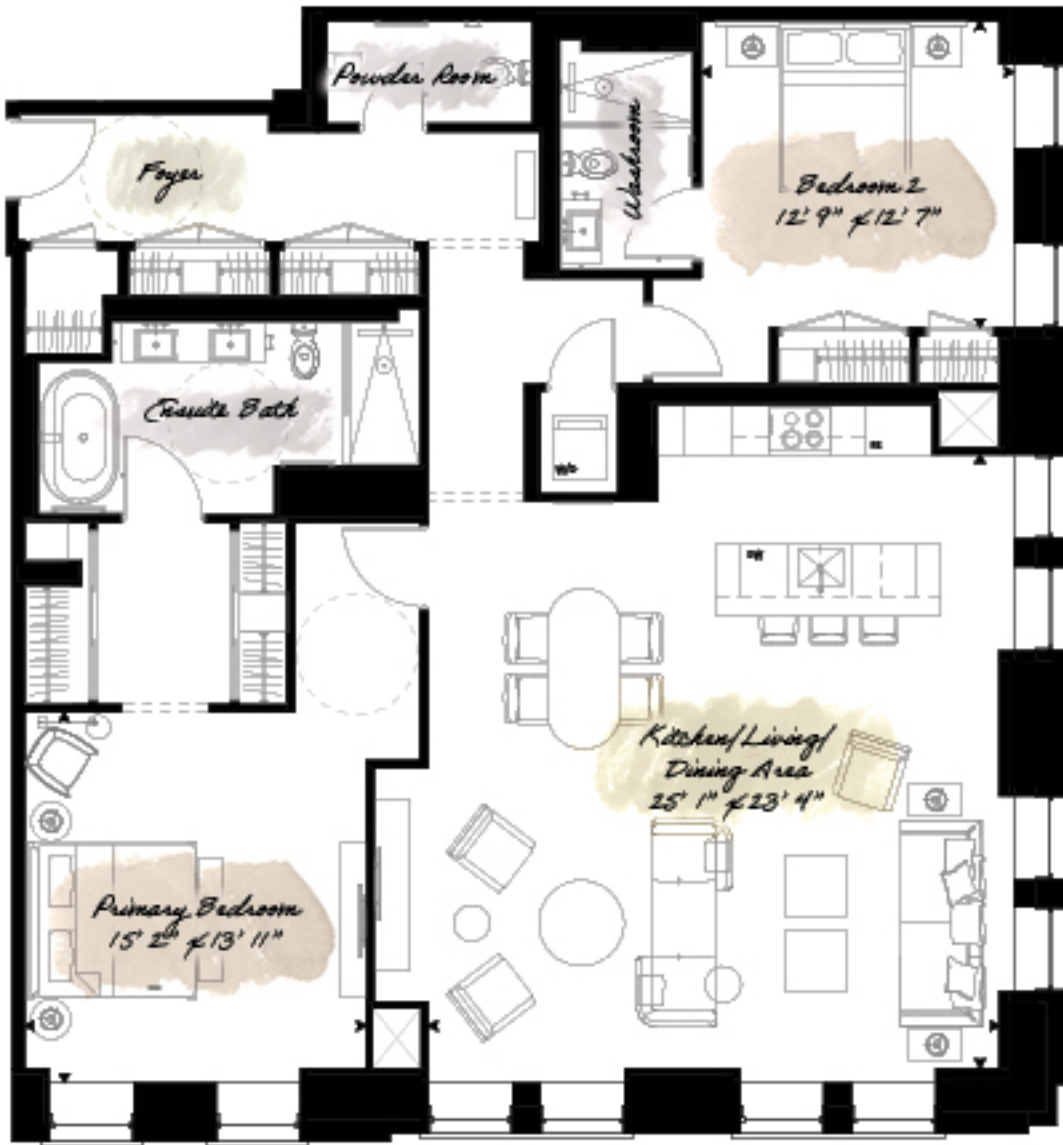 Powder Room
Foyer
Washroom
Bedroom 2
12' 9" x 12' 7"
Ensuite Bath
W/D
DW
Kitchen/Living/
Dining Area
25' 1" x 23' 4"
Primary Bedroom
15' 2" x 13' 11"